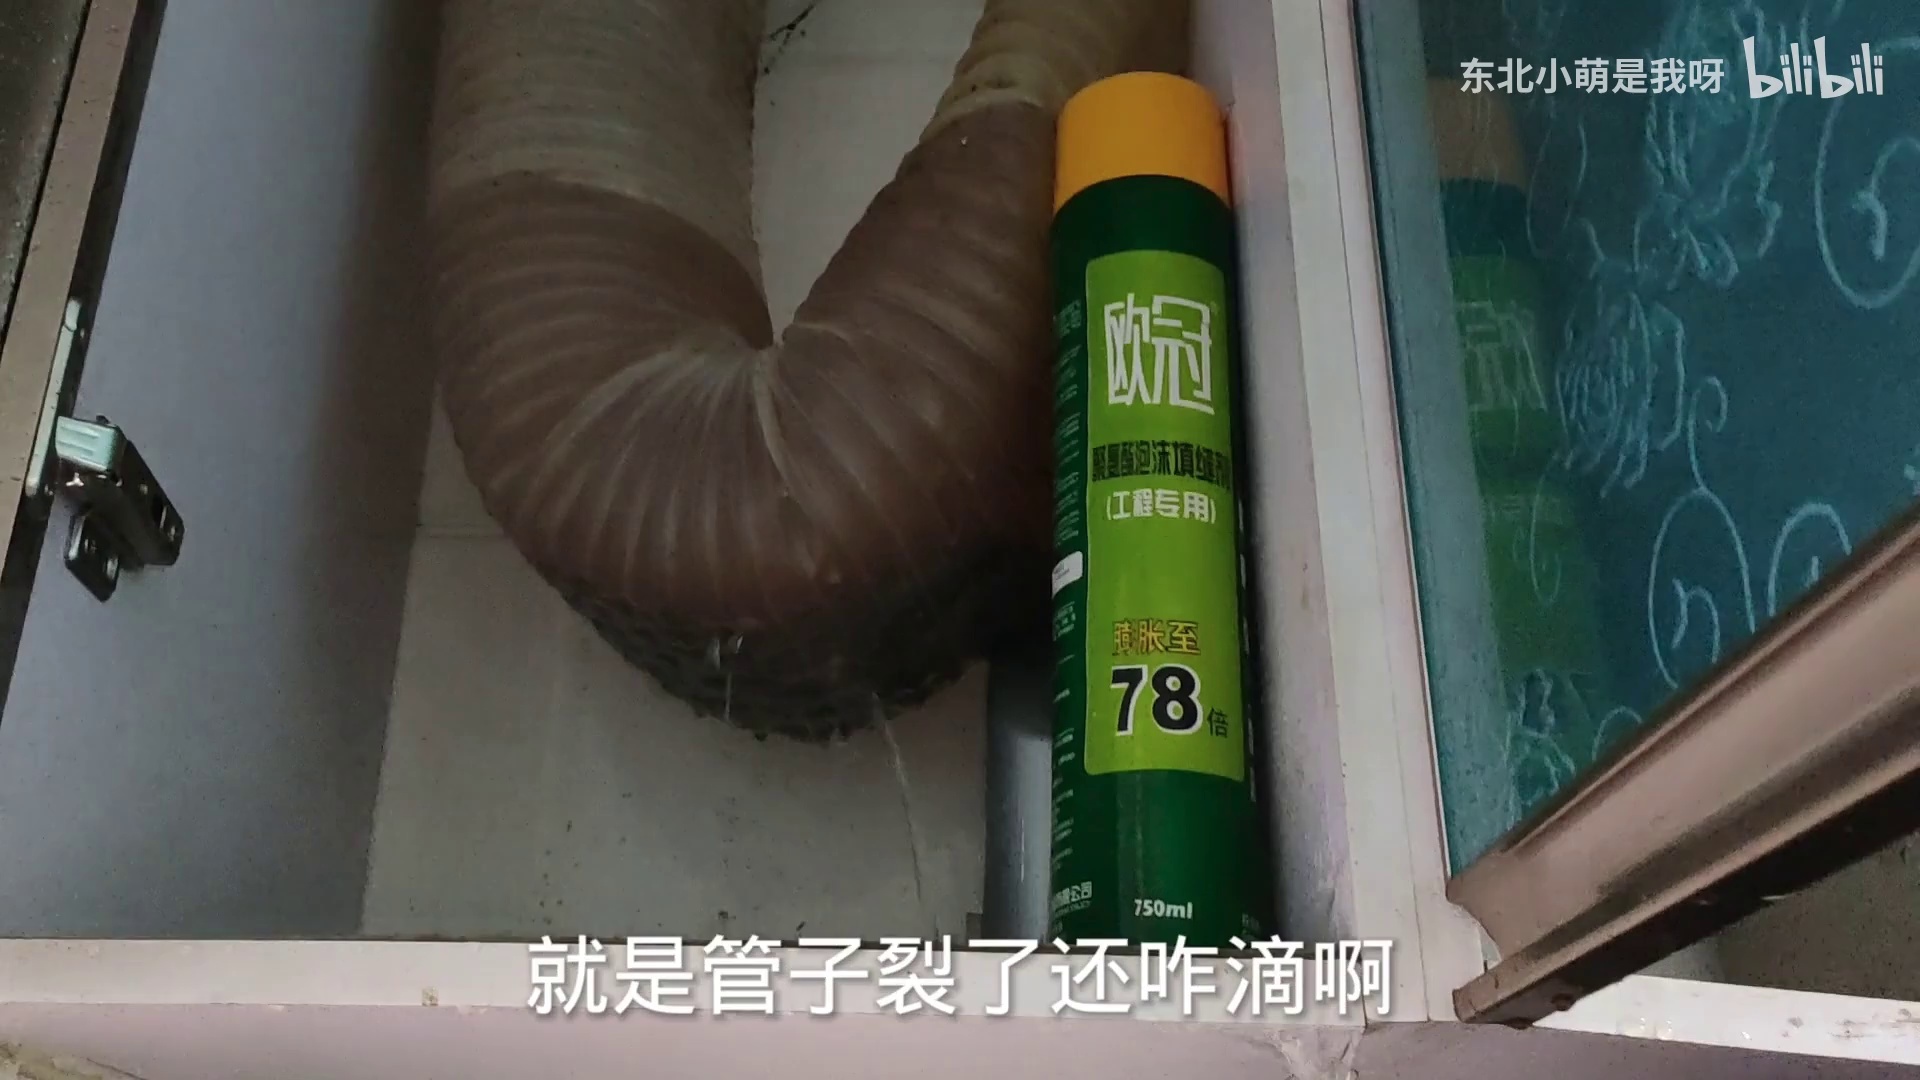 东北小萌是我呀 bilibili
欧冠
聚氨酯泡沫填缝剂
(工程专用)
膨胀至
78倍
750ml
就是管子裂了还咋滴啊